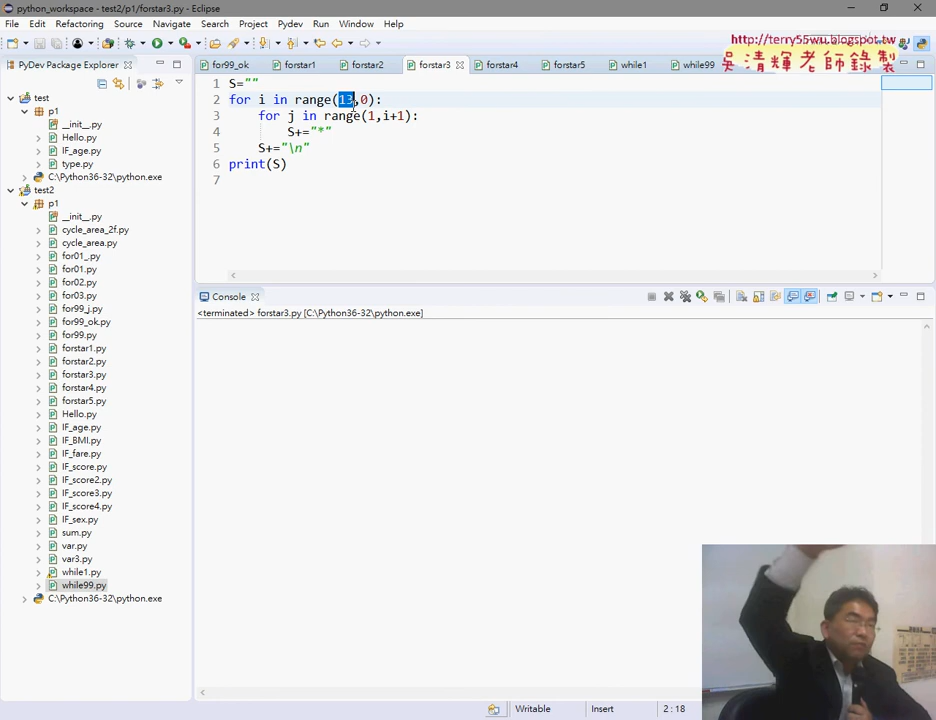 python_workspace - test2/p1/forstar3.py - Eclipse
File Edit Refactoring Source Navigate Search Project Pydev Run Window Help
http://terry55wu.blogspot.tw
吳清輝老師錄製
PyDev Package Explorer
for99_ok forstar1 forstar2 forstar3 forstar4 forstar5 while1 while99
1 S=""
2 for i in range(13,0):
3 for j in range(1,i+1):
4 S+="*"
5 S+="\n"
6 print(S)
7
test
p1
__init__.py
Hello.py
IF_age.py
type.py
C:\Python36-32\python.exe
test2
p1
__init__.py
cycle_area_2f.py
cycle_area.py
for01_.py
for01.py
for02.py
for03.py
for99_j.py
for99_ok.py
for99.py
forstar1.py
forstar2.py
forstar3.py
forstar4.py
forstar5.py
Hello.py
IF_age.py
IF_BMI.py
IF_fare.py
IF_score.py
IF_score2.py
IF_score3.py
IF_score4.py
IF_sex.py
sum.py
var.py
var3.py
while1.py
while99.py
C:\Python36-32\python.exe
Console
<terminated> forstar3.py [C:\Python36-32\python.exe]
Writable Insert 2 : 18